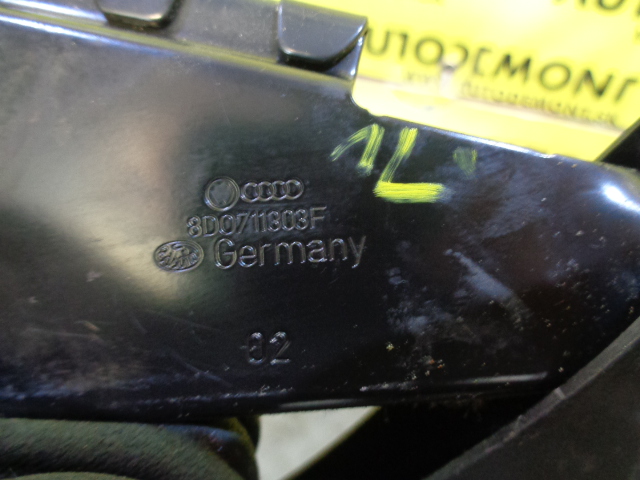 AUTODEMONT
1L
8D0711303F
Germany
02